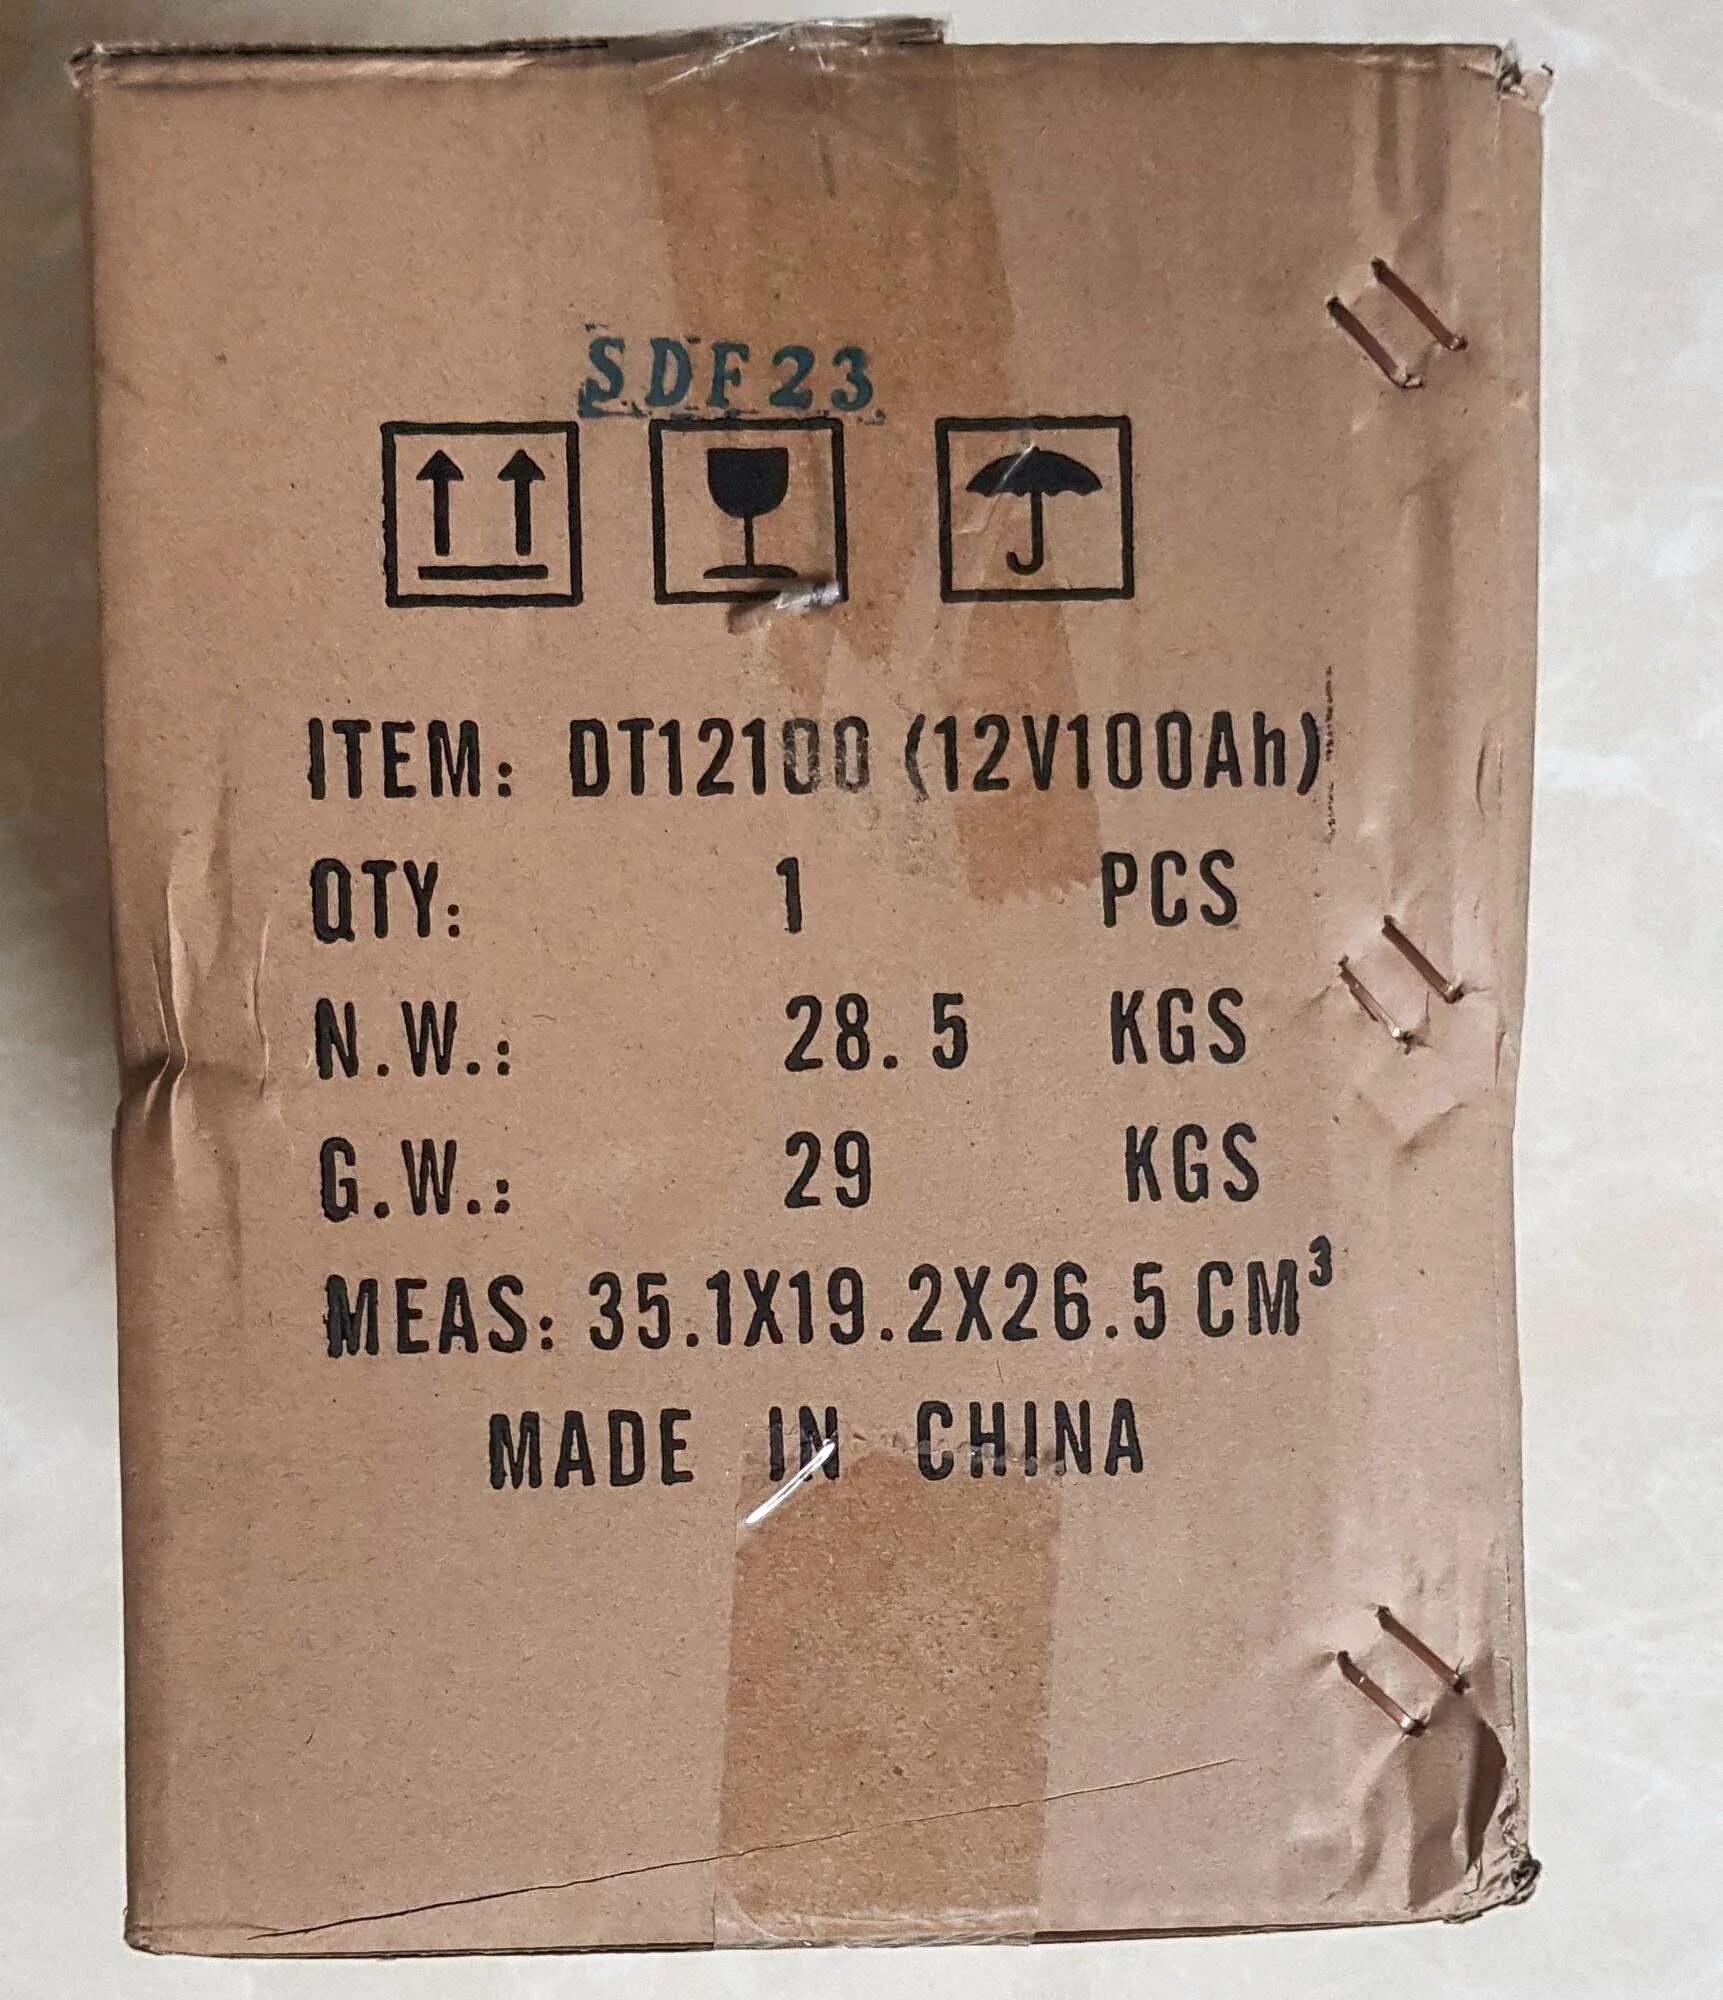 SDF23
ITEM: DT12100 (12V100Ah)
QTY: 1 PCS
N.W.: 28.5 KGS
G.W.: 29 KGS
MEAS: 35.1X19.2X26.5 CM³
MADE IN CHINA